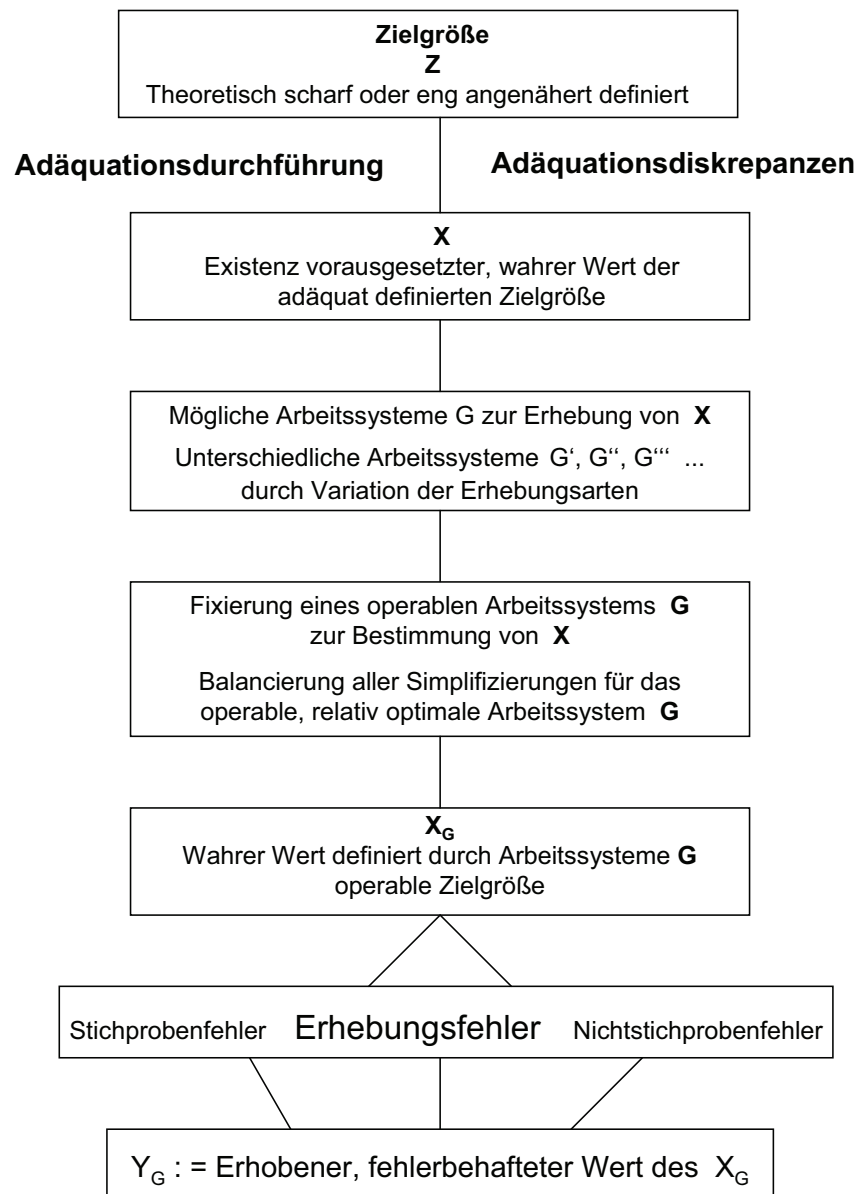 Zielgröße
Z
Theoretisch scharf oder eng angenähert definiert
Adäquationsdurchführung
Adäquationsdiskrepanzen
X
Existenz vorausgesetzter, wahrer Wert der
adäquat definierten Zielgröße
Mögliche Arbeitssysteme G zur Erhebung von X
Unterschiedliche Arbeitssysteme G‘, G‘‘, G‘‘‘ ...
durch Variation der Erhebungsarten
Fixierung eines operablen Arbeitssystems G
zur Bestimmung von X
Balancierung aller Simplifizierungen für das
operable, relativ optimale Arbeitssystem G
X_G
Wahrer Wert definiert durch Arbeitssysteme G
operable Zielgröße
Stichprobenfehler Erhebungsfehler Nichtstichprobenfehler
Y_G : = Erhobener, fehlerbehafteter Wert des X_G